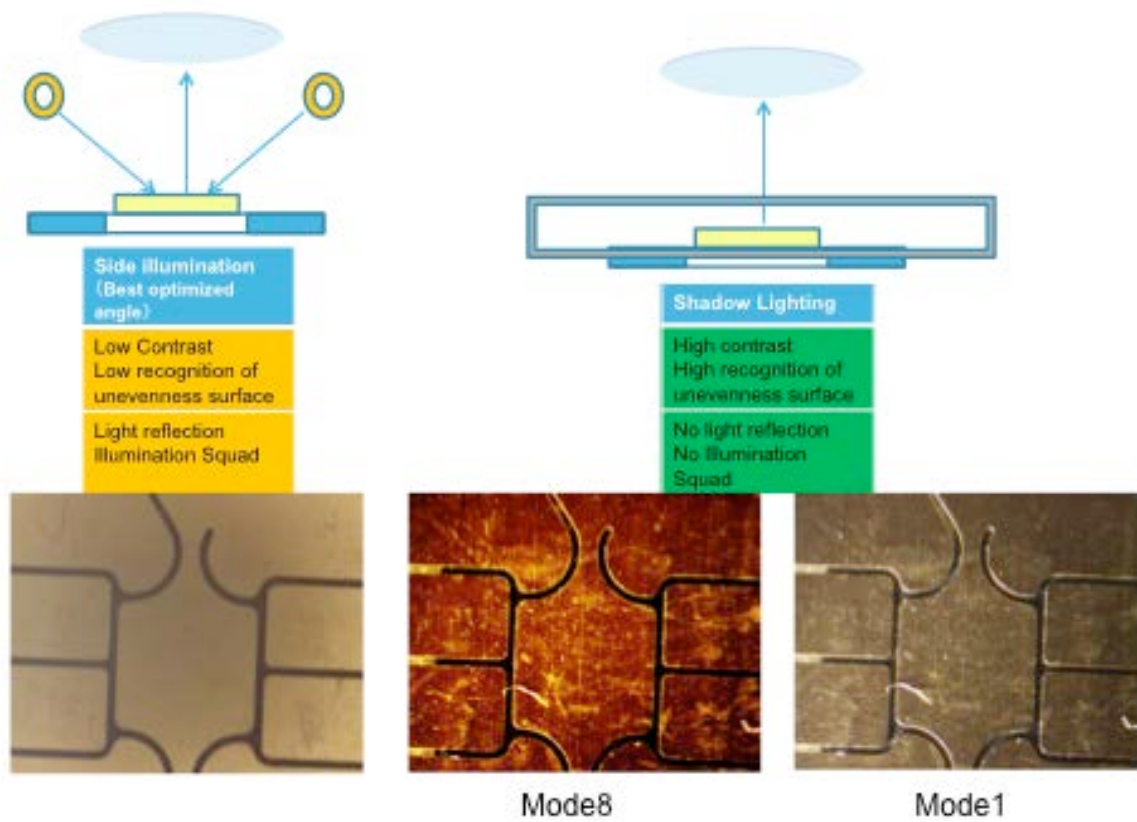 Side illumination
(Best optimized
angle)
Low Contrast
Low recognition of
unevenness surface
Light reflection
Illumination Squad
Shadow Lighting
High contrast
High recognition of
unevenness surface
No light reflection
No Illumination
Squad
Mode8
Mode1